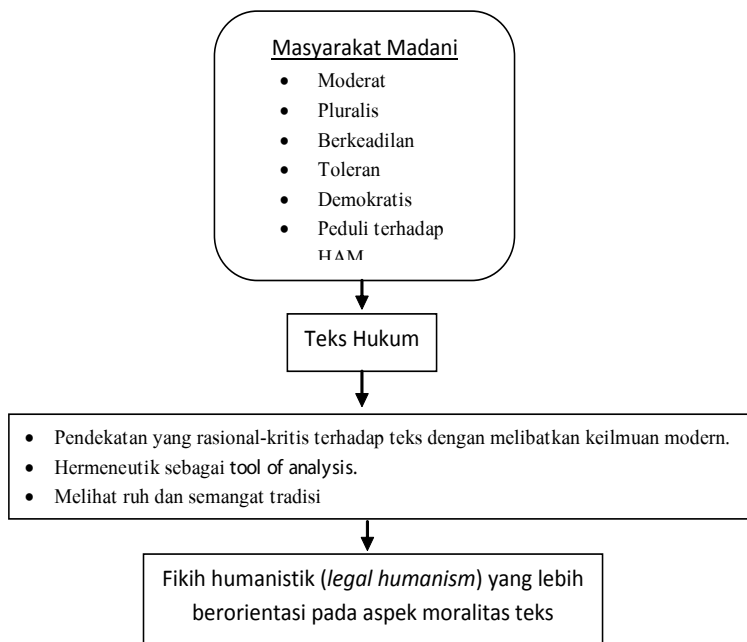 Masyarakat Madani
• Moderat
• Pluralis
• Berkeadilan
• Toleran
• Demokratis
• Peduli terhadap
HAM
Teks Hukum
• Pendekatan yang rasional-kritis terhadap teks dengan melibatkan keilmuan modern.
• Hermeneutik sebagai tool of analysis.
• Melihat ruh dan semangat tradisi
Fikih humanistik (legal humanism) yang lebih
berorientasi pada aspek moralitas teks